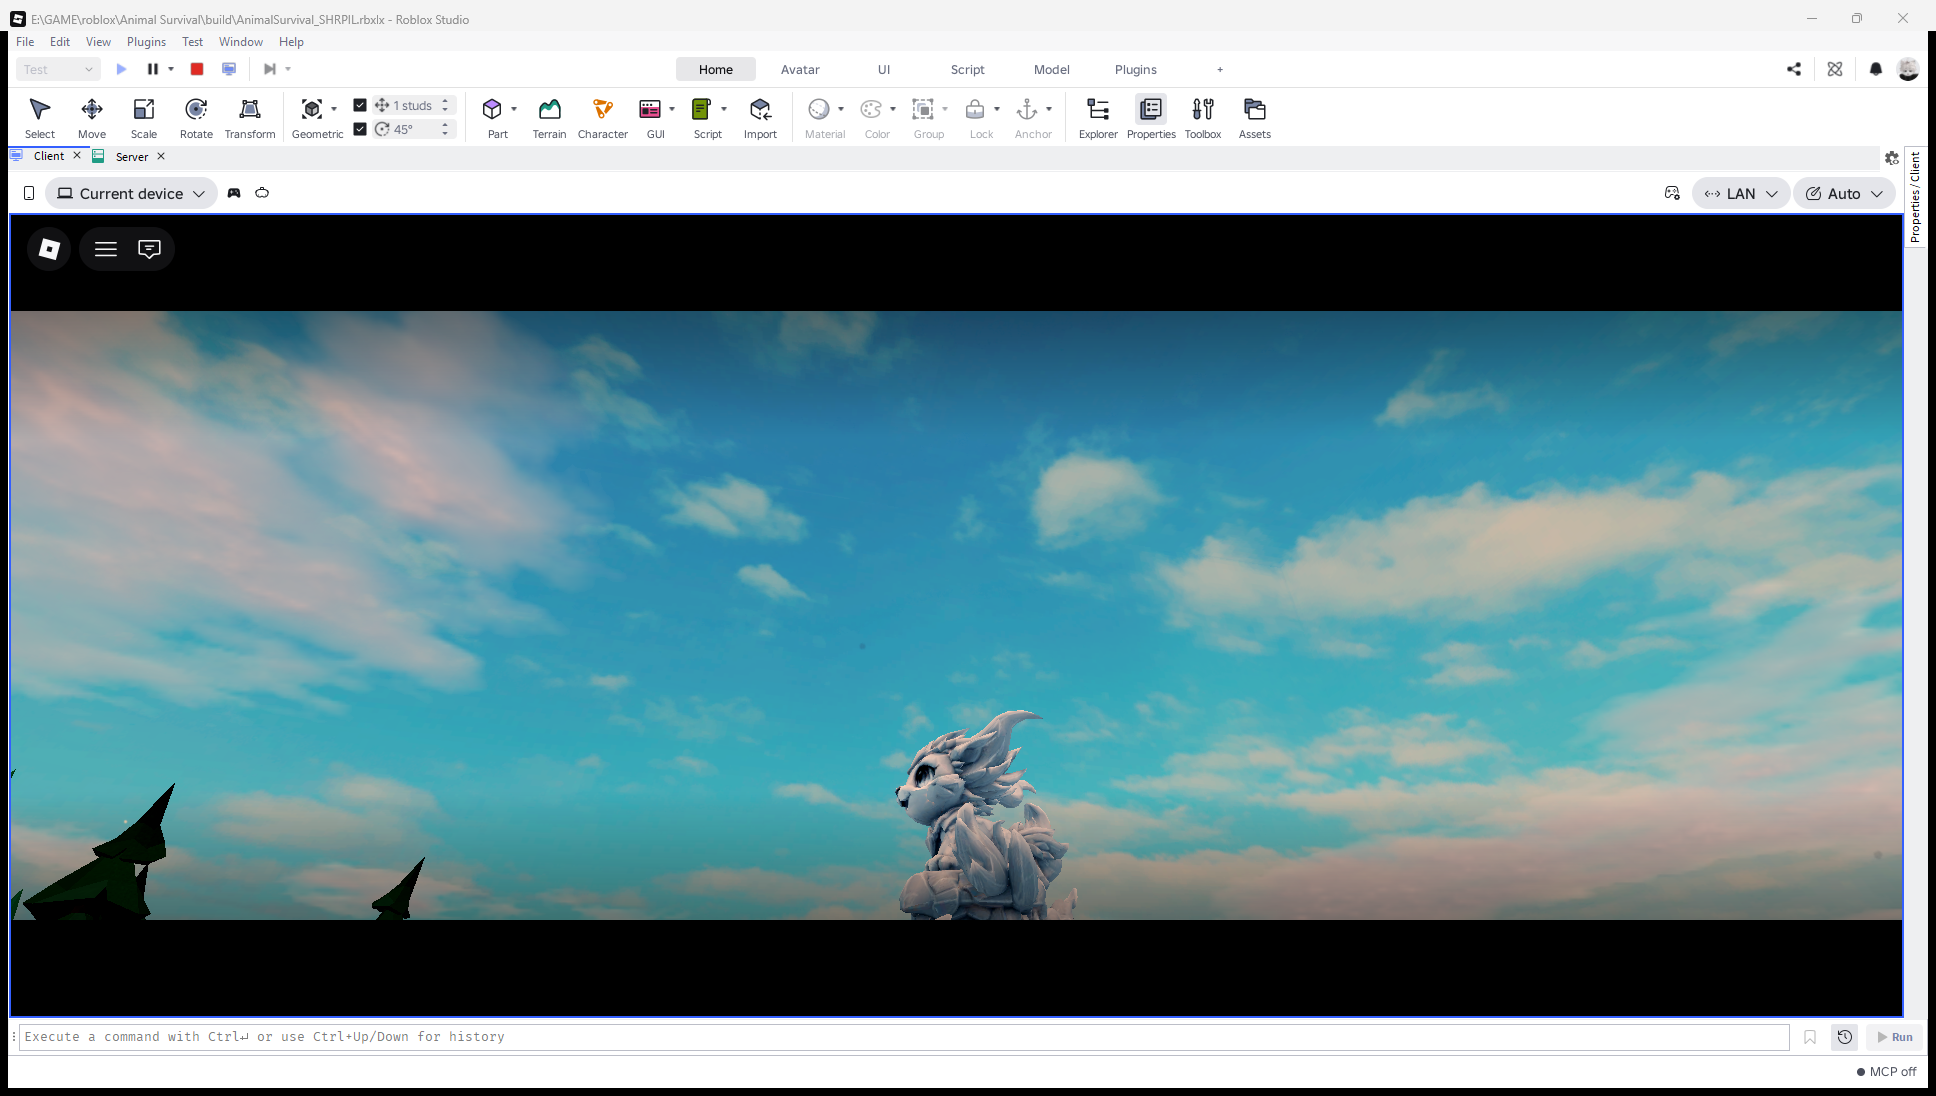 E:\GAME\roblox\Animal Survival\build\AnimalSurvival_SHRPIL.rbxlx - Roblox Studio
File Edit View Plugins Test Window Help
Test Home Avatar UI Script Model Plugins +
1 studs
45°
Select Move Scale Rotate Transform Geometric Part Terrain Character GUI Script Import Material Color Group Lock Anchor Explorer Properties Toolbox Assets
Client Server
Properties / Client
Current device LAN Auto
Execute a command with Ctrl↵ or use Ctrl+Up/Down for history Run
MCP off